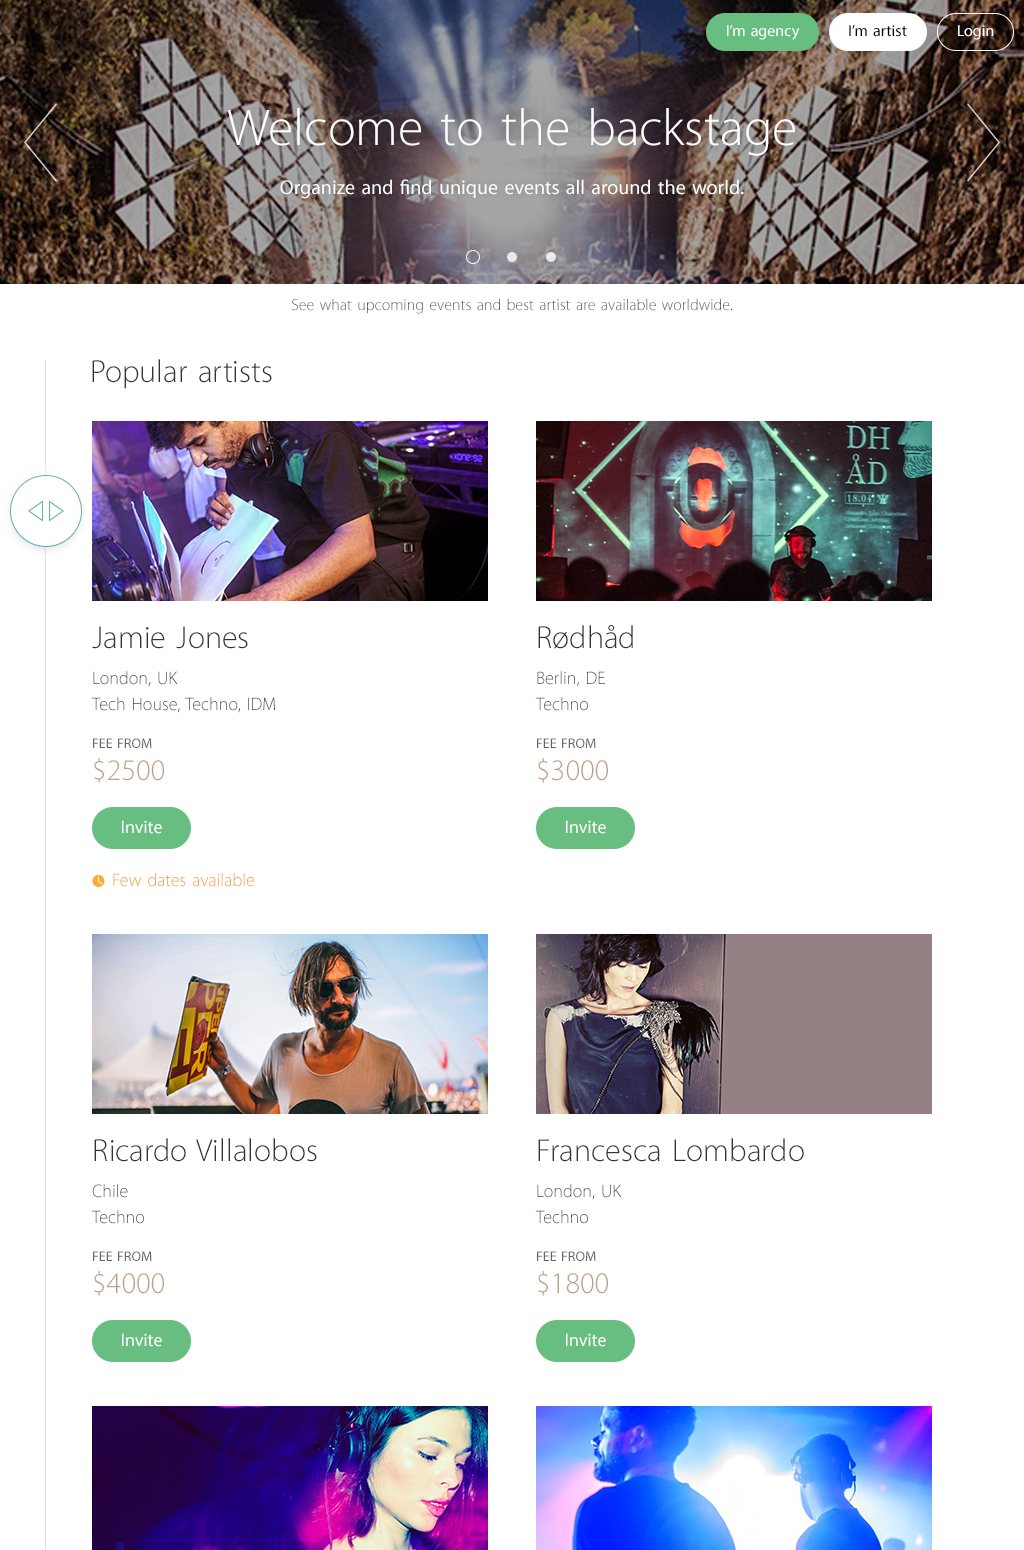 I'm agency
I'm artist
Login
Welcome to the backstage
Organize and find unique events all around the world.
See what upcoming events and best artist are available worldwide.
Popular artists
XONE:92
DH
ÅD
18.04
Jamie Jones
London, UK
Tech House, Techno, IDM
FEE FROM
$2500
Invite
Few dates available
Rødhåd
Berlin, DE
Techno
FEE FROM
$3000
Invite
Ricardo Villalobos
Chile
Techno
FEE FROM
$4000
Invite
Francesca Lombardo
London, UK
Techno
FEE FROM
$1800
Invite